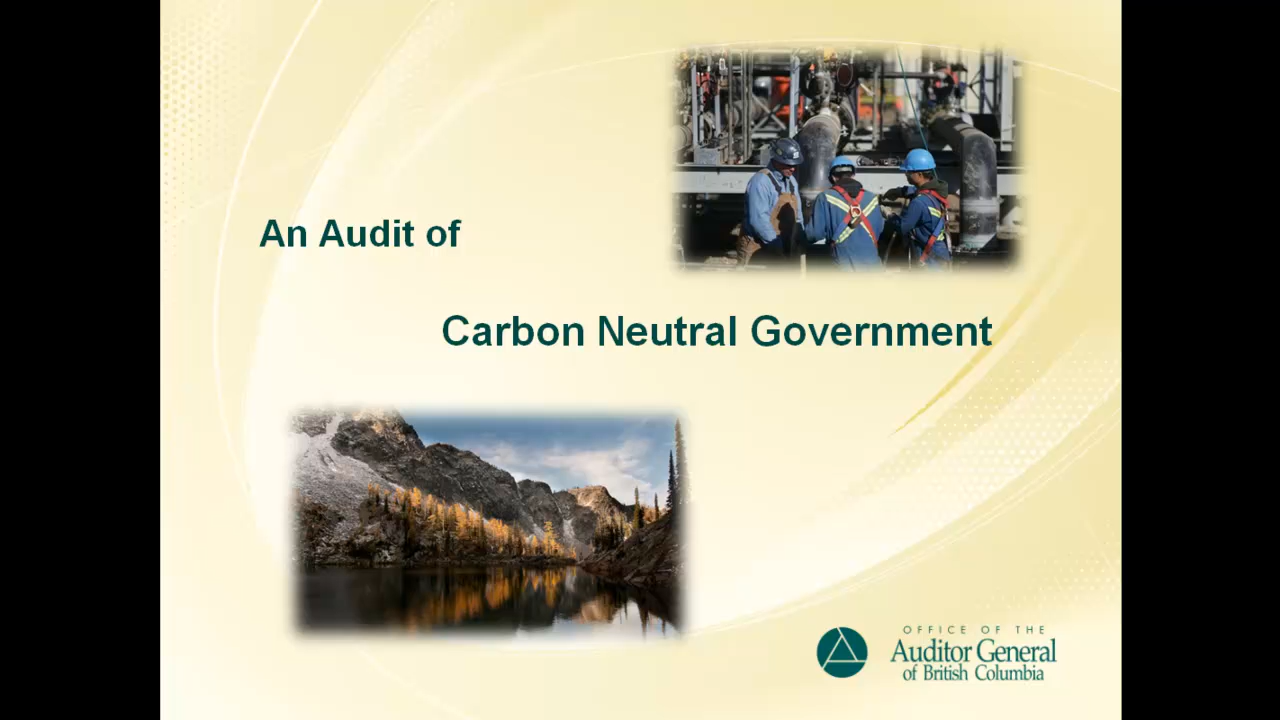 An Audit of
Carbon Neutral Government
OFFICE OF THE
Auditor General
of British Columbia